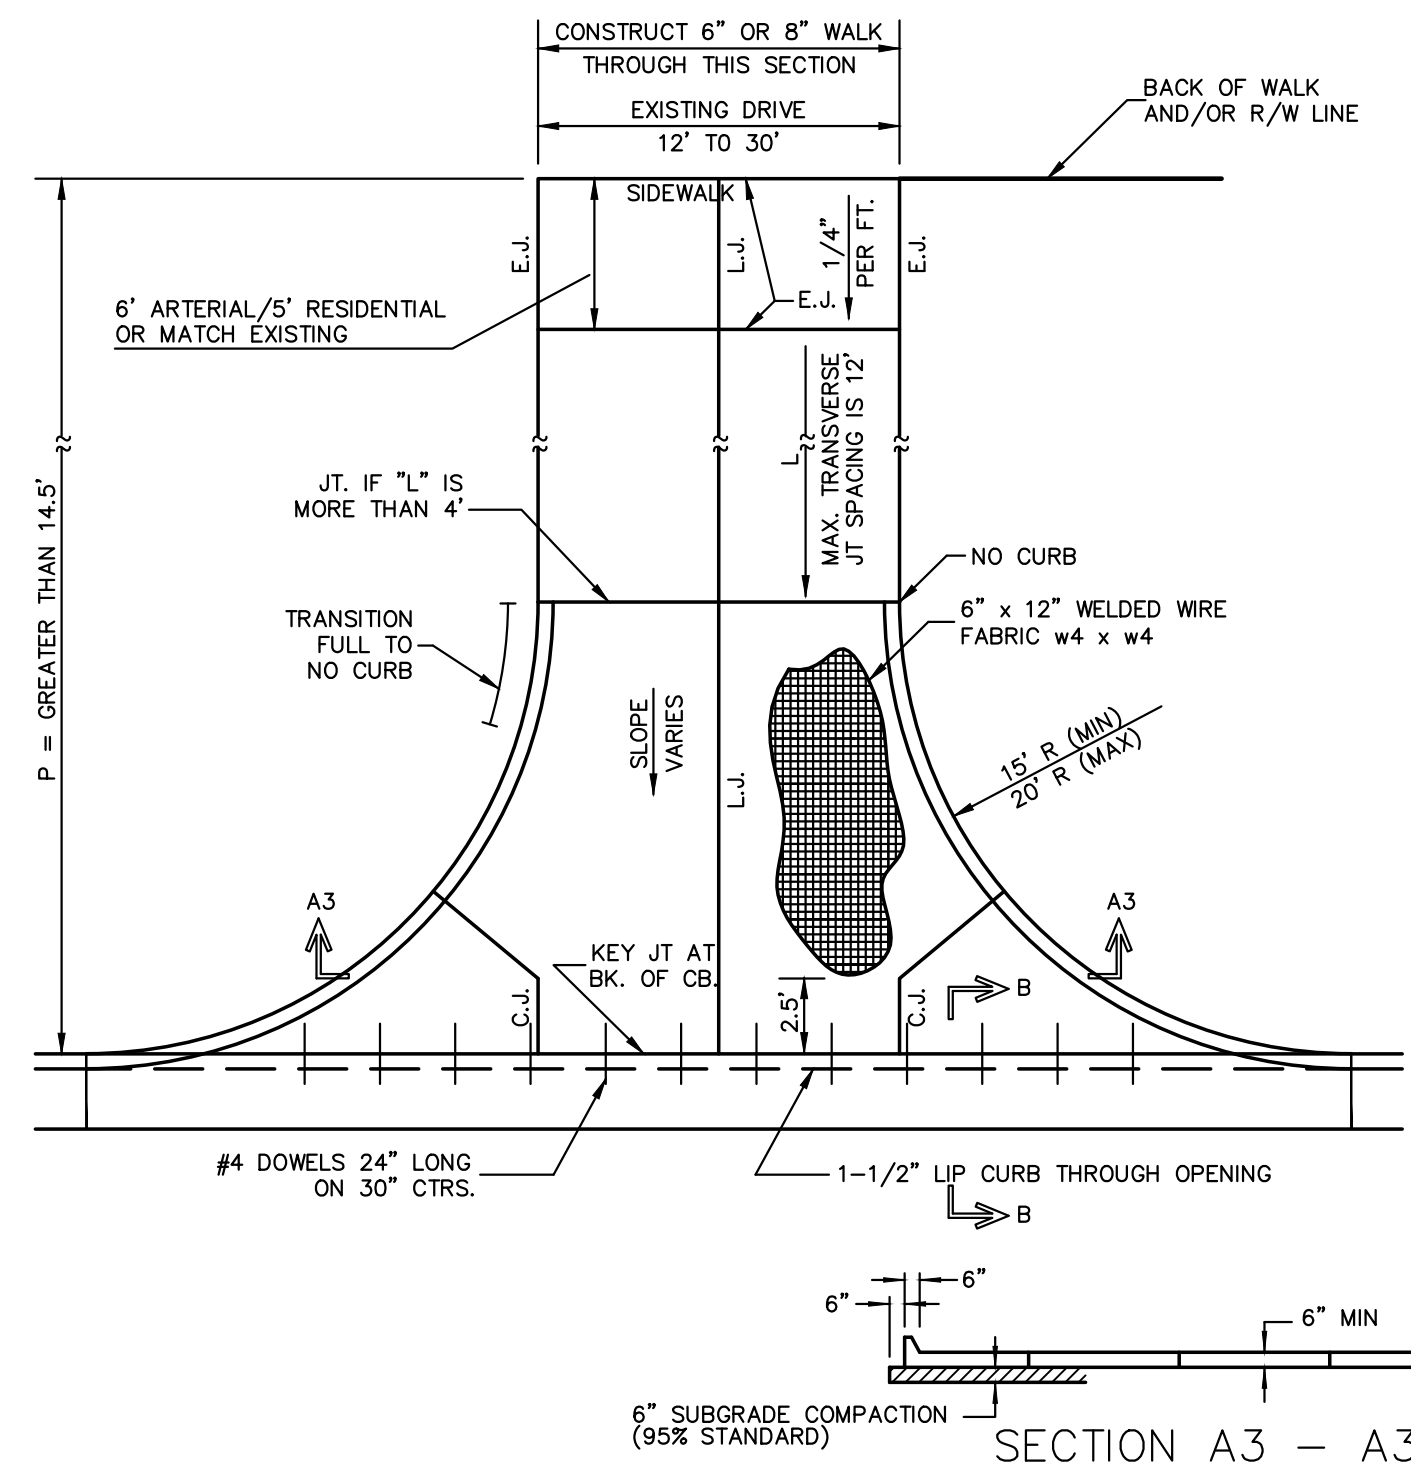 CONSTRUCT 6” OR 8” WALK
THROUGH THIS SECTION
EXISTING DRIVE
12’ TO 30’
BACK OF WALK
AND/OR R/W LINE
SIDEWALK
E.J.
L.J.
1/4”
PER FT.
E.J.
E.J.
6’ ARTERIAL/5’ RESIDENTIAL
OR MATCH EXISTING
L
MAX. TRANSVERSE
JT SPACING IS 12’
JT. IF ”L” IS
MORE THAN 4’
P = GREATER THAN 14.5’
NO CURB
TRANSITION
FULL TO
NO CURB
6” x 12” WELDED WIRE
FABRIC w4 x w4
SLOPE
VARIES
15’ R (MIN)
20’ R (MAX)
L.J.
A3
A3
KEY JT AT
BK. OF CB.
C.J.
2.5’
C.J.
B
#4 DOWELS 24” LONG
ON 30” CTRS.
1-1/2” LIP CURB THROUGH OPENING
B
6”
6”
6” MIN
6” SUBGRADE COMPACTION
(95% STANDARD)
SECTION A3 - A3